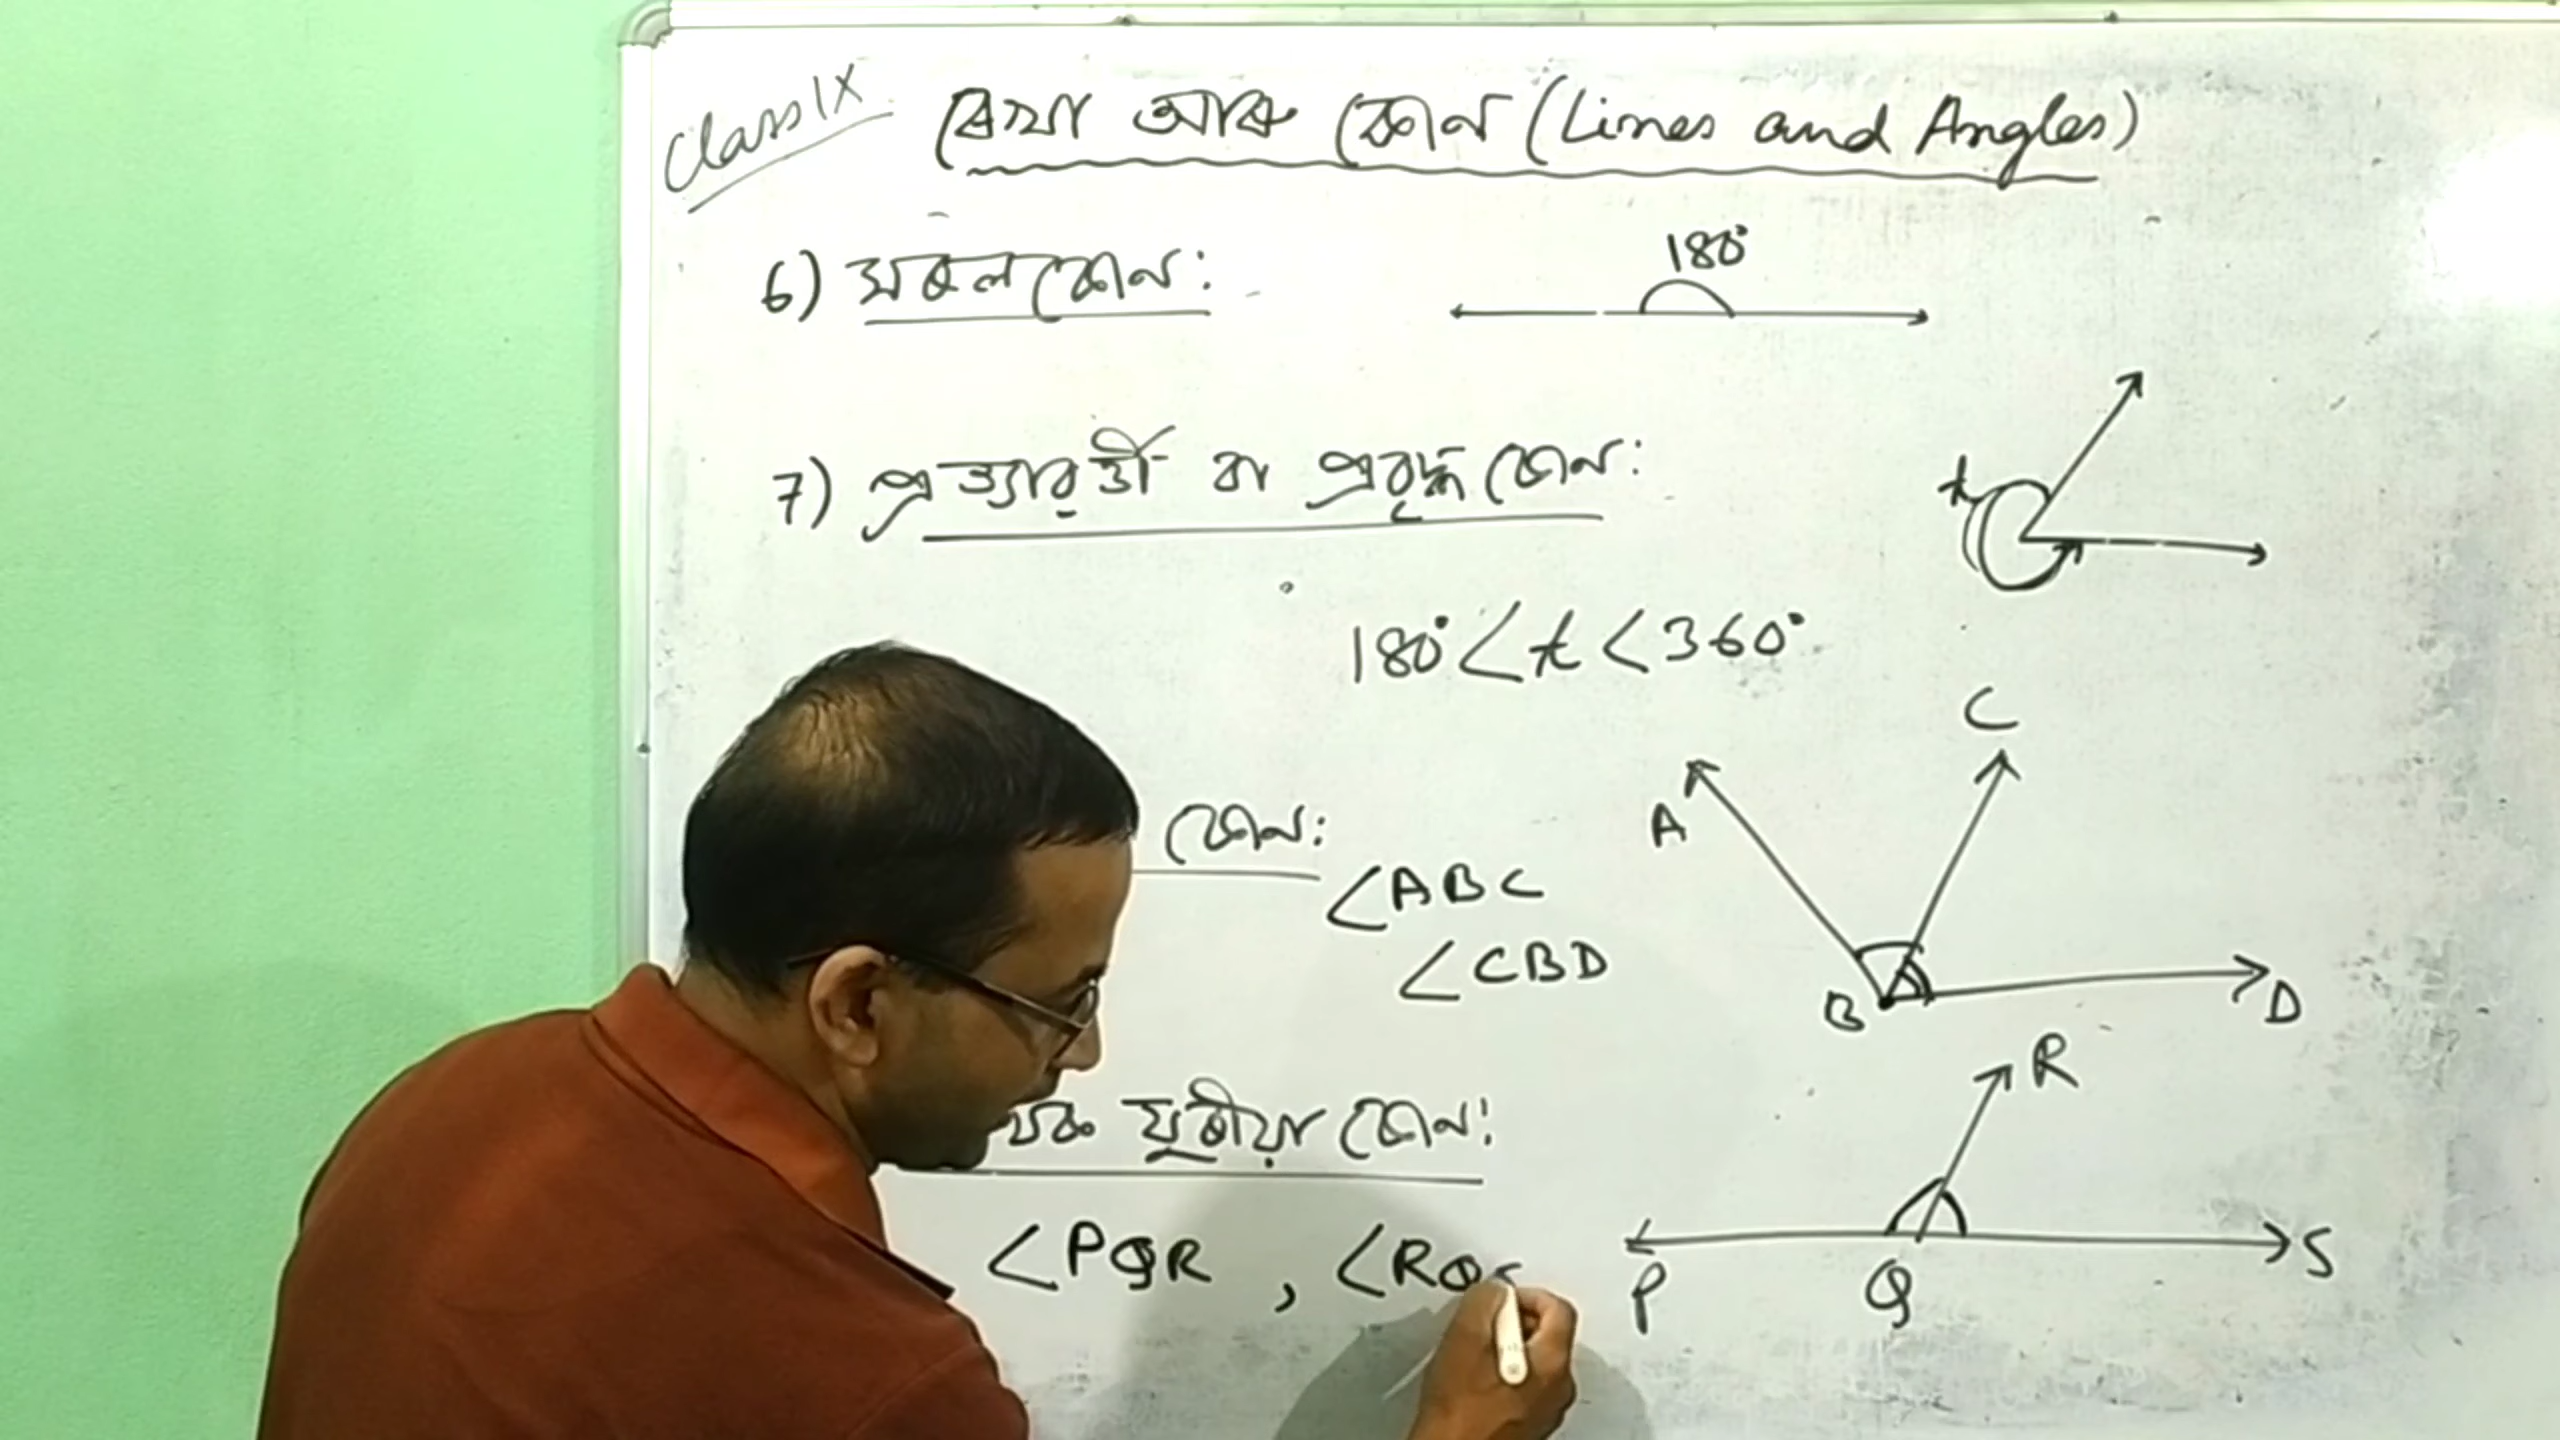 Class IX
ৰেখা আৰু কোণ (Lines and Angles)
6) সৰল কোণ:
180°
7) প্ৰত্যাৱৰ্তী বা প্ৰবৃদ্ধ কোণ:
t
180° < t < 360°
C
A
কোণ:
∠ABC
∠CBD
B
D
R
যুৰীয়া কোণ:
∠PQR , ∠RQS
P
Q
S